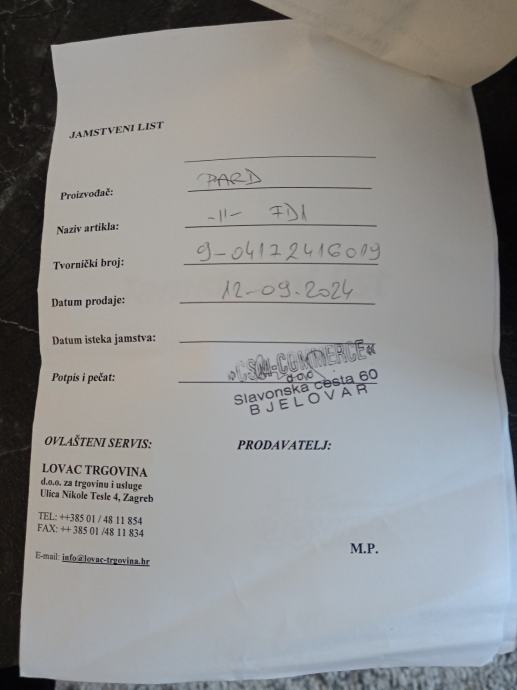 JAMSTVENI LIST
Proizvođač: PARD
Naziv artikla: -||- FD1
Tvornički broj: 9-04172416019
Datum prodaje: 12-09.2024
Datum isteka jamstva:
Potpis i pečat:
COMMERCE«
d.o.o
Slavonska cesta 60
BJELOVAR
OVLAŠTENI SERVIS:
PRODAVATELJ:
LOVAC TRGOVINA
d.o.o. za trgovinu i usluge
Ulica Nikole Tesle 4, Zagreb
TEL: ++385 01 / 48 11 854
FAX: ++ 385 01 /48 11 834
E-mail: info@lovac-trgovina.hr
M.P.